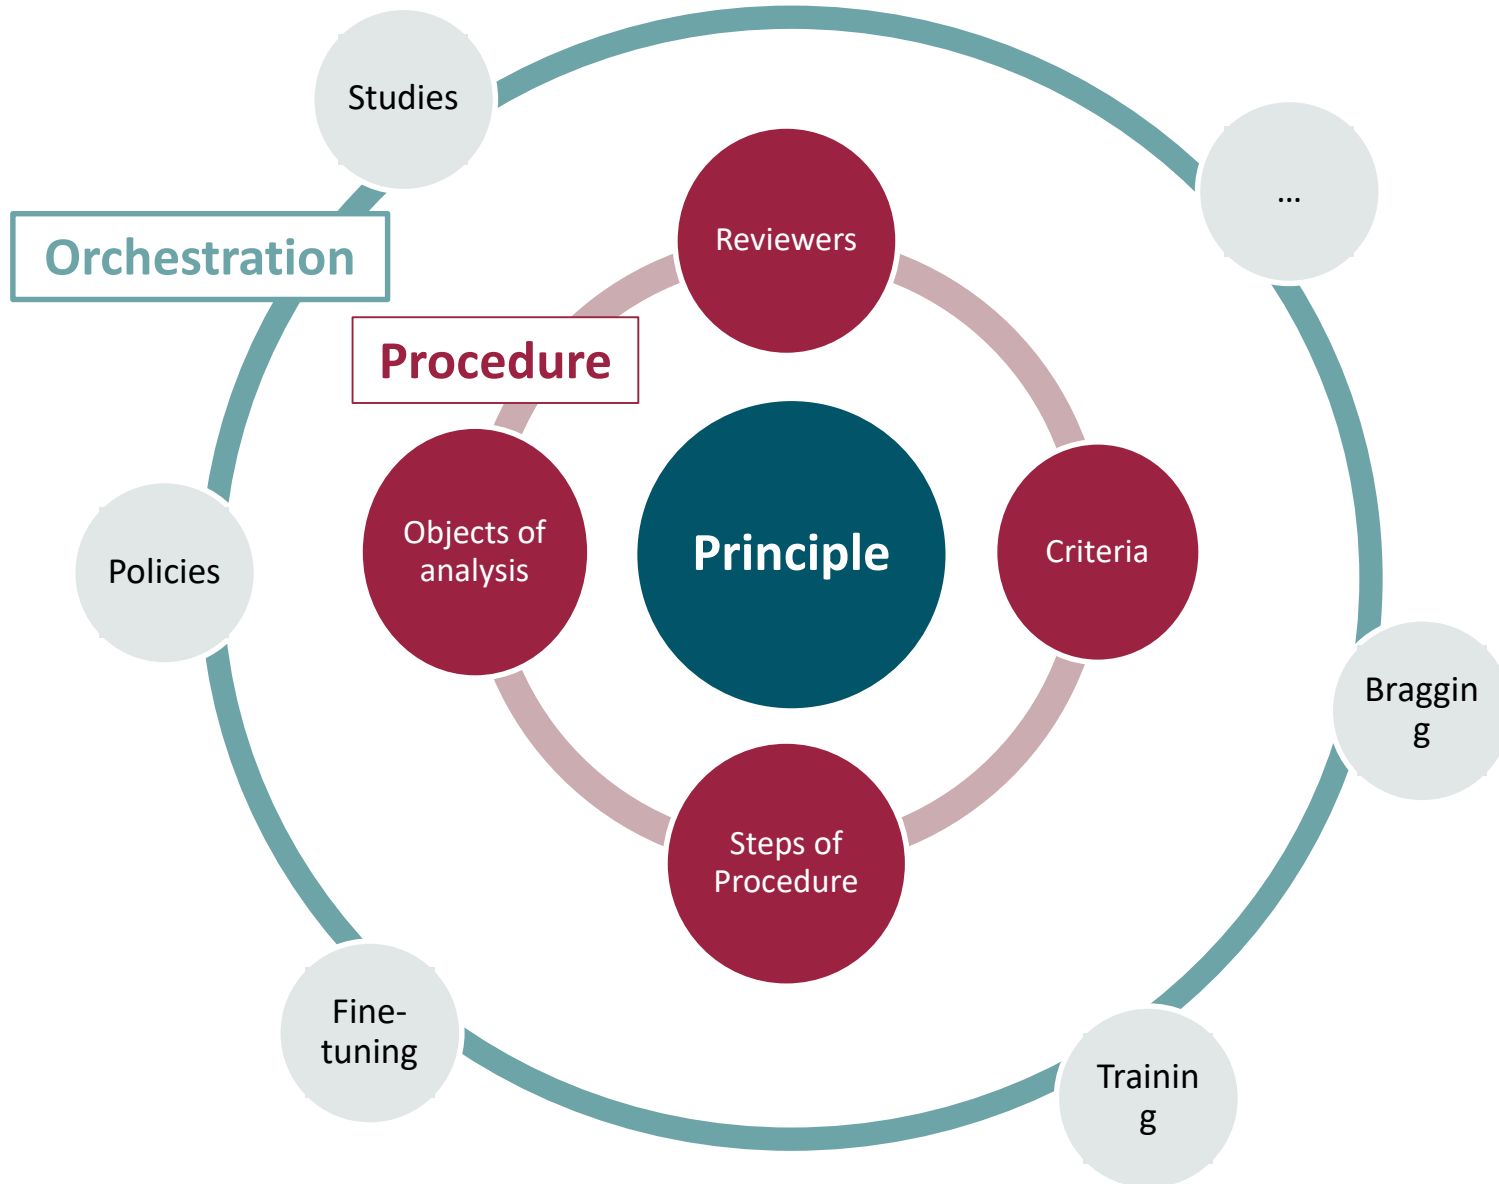 Studies
...
Reviewers
Orchestration
Procedure
Objects of
analysis
Principle
Criteria
Policies
Braggin
g
Steps of
Procedure
Fine-
tuning
Trainin
g